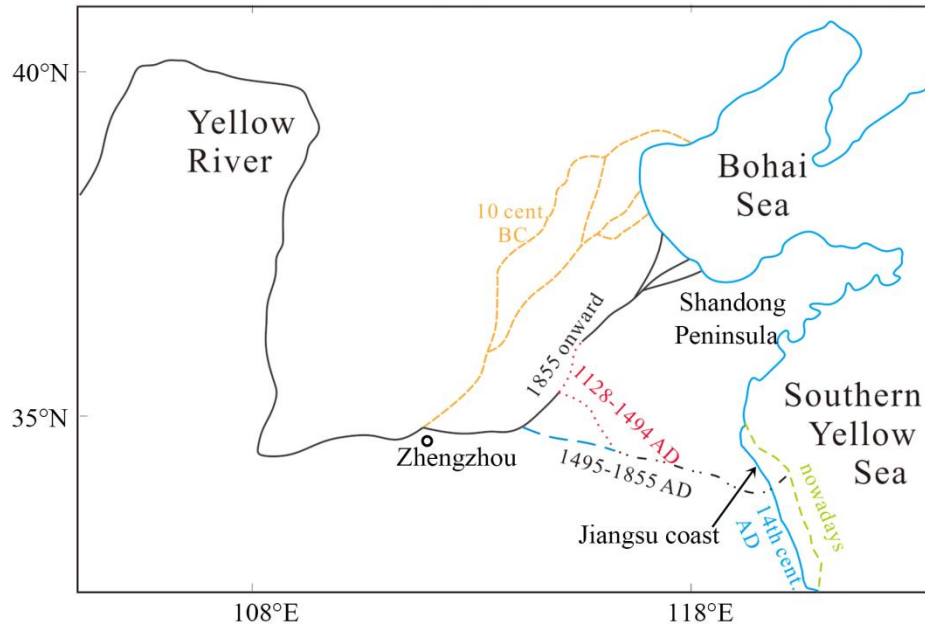 40°N
Yellow
River
Bohai
Sea
10 cent.
BC
Shandong
Peninsula
1855 onward
1128-1494 AD
35°N
Southern
Yellow
Sea
Zhengzhou
1495-1855 AD
nowadays
Jiangsu coast
14th cent.
AD
108°E
118°E